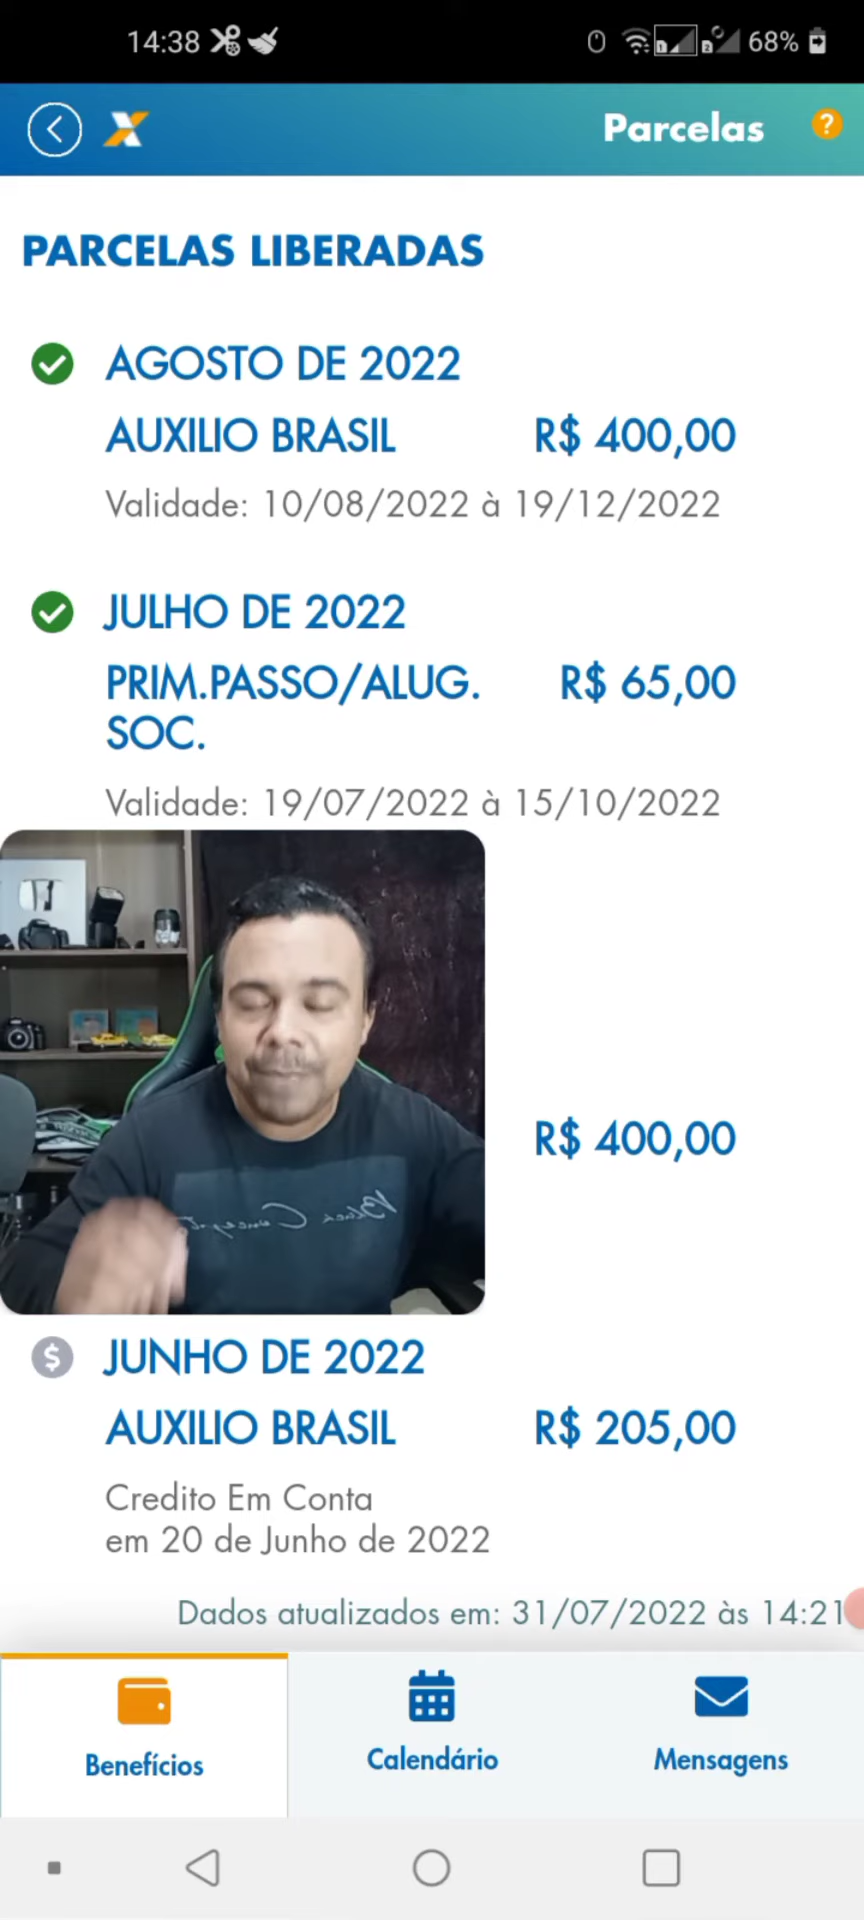 14:38
68%
Parcelas
?
PARCELAS LIBERADAS
AGOSTO DE 2022
AUXILIO BRASIL R$ 400,00
Validade: 10/08/2022 à 19/12/2022
JULHO DE 2022
PRIM.PASSO/ALUG. R$ 65,00
SOC.
Validade: 19/07/2022 à 15/10/2022
R$ 400,00
$ JUNHO DE 2022
AUXILIO BRASIL R$ 205,00
Credito Em Conta
em 20 de Junho de 2022
Dados atualizados em: 31/07/2022 às 14:21
Benefícios
Calendário
Mensagens